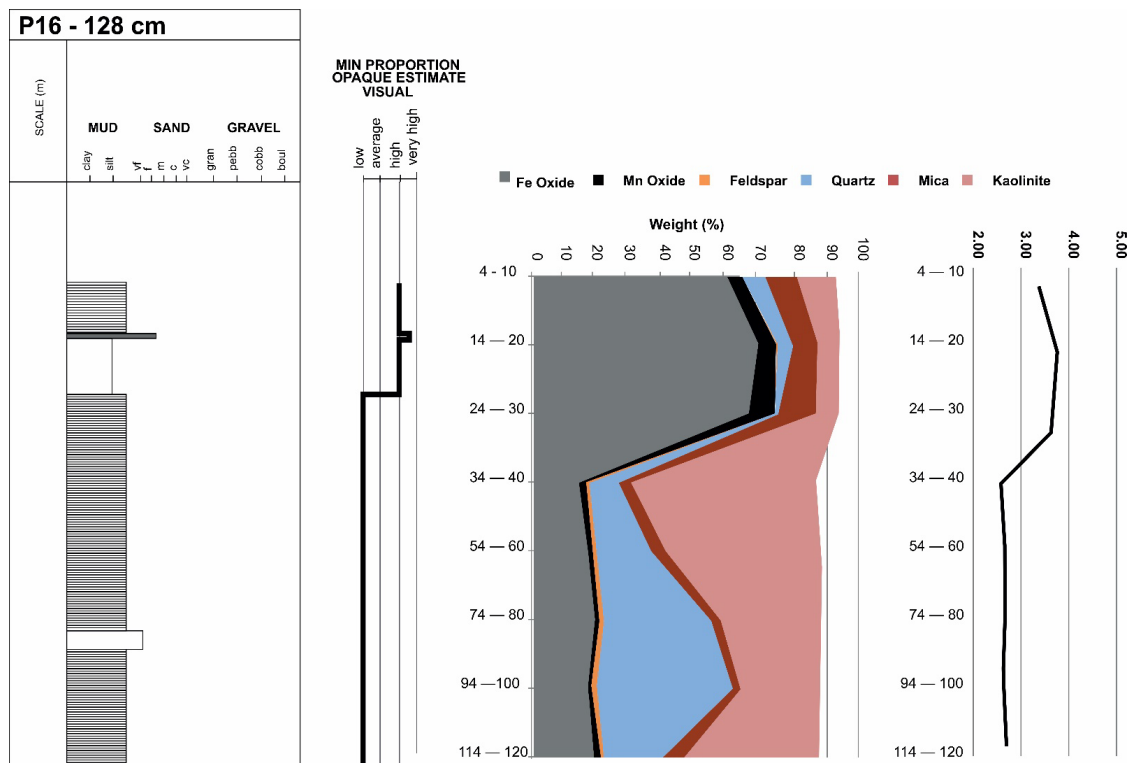 P16 - 128 cm
SCALE (m)
MUD SAND GRAVEL
clay silt vf f m c vc gran pebb cobb boul
MIN PROPORTION
OPAQUE ESTIMATE
VISUAL
low average high very high
Fe Oxide Mn Oxide Feldspar Quartz Mica Kaolinite
Weight (%)
0 10 20 30 40 50 60 70 80 90 100
4 - 10
14 — 20
24 — 30
34 — 40
54 — 60
74 — 80
94 —100
114 — 120
2.00 3.00 4.00 5.00
4 — 10
14 — 20
24 — 30
34 — 40
54 — 60
74 — 80
94 — 100
114 — 120